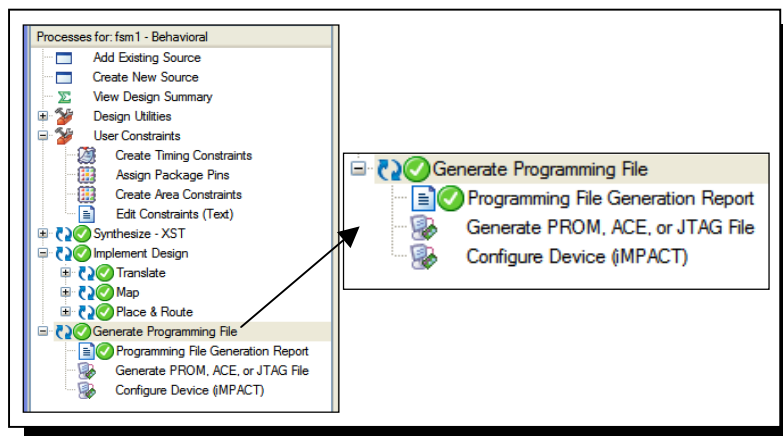 Processes for: fsm1 - Behavioral
Add Existing Source
Create New Source
View Design Summary
Design Utilities
User Constraints
Create Timing Constraints
Assign Package Pins
Create Area Constraints
Edit Constraints (Text)
Synthesize - XST
Implement Design
Translate
Map
Place & Route
Generate Programming File
Programming File Generation Report
Generate PROM, ACE, or JTAG File
Configure Device (iMPACT)
Generate Programming File
Programming File Generation Report
Generate PROM, ACE, or JTAG File
Configure Device (iMPACT)